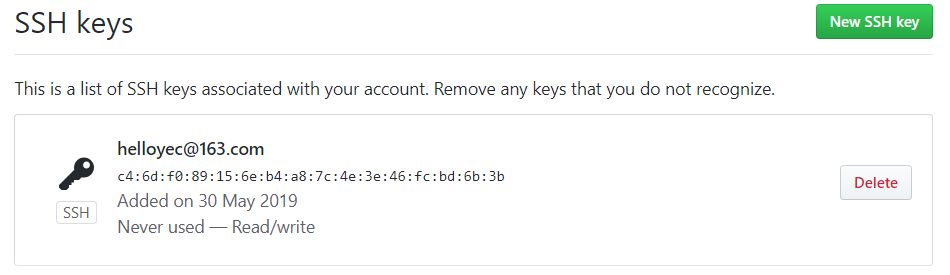 SSH keys
New SSH key
This is a list of SSH keys associated with your account. Remove any keys that you do not recognize.
helloyec@163.com
c4:6d:f0:89:15:6e:b4:a8:7c:4e:3e:46:fc:bd:6b:3b
Added on 30 May 2019
Never used — Read/write
SSH
Delete